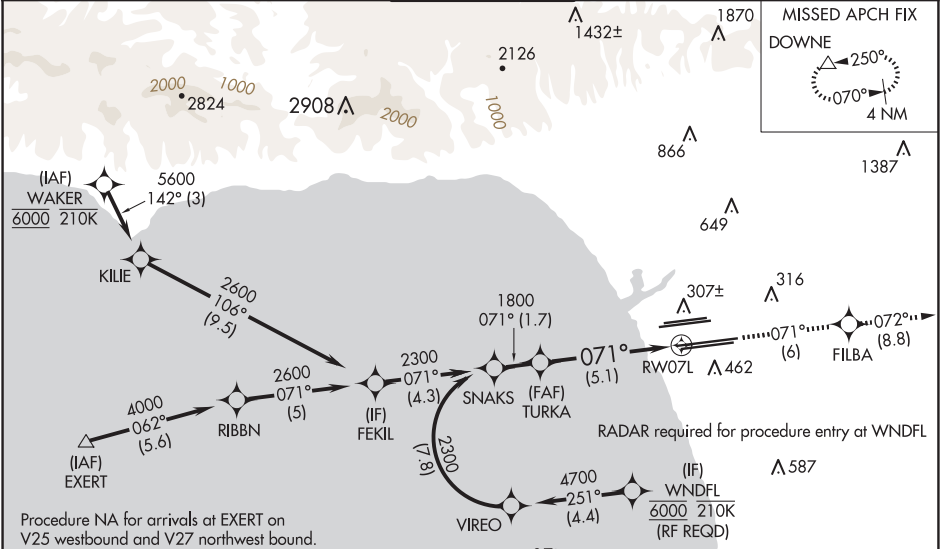 MISSED APCH FIX
DOWNE
250°
070°
4 NM
1432±
1870
2126
2000
1000
2824
2908
2000
1000
866
1387
649
(IAF)
WAKER
6000 210K
5600
142° (3)
KILIE
2600
106°
(9.5)
1800
071° (1.7)
307±
316
071°
(6)
FILBA
072°
(8.8)
RW07L
462
2300
071°
(4.3)
SNAKS
(FAF)
TURKA
071°
(5.1)
2600
071°
(5)
(IF)
FEKIL
4000
062°
(5.6)
RIBBN
(IAF)
EXERT
2300
(7.8)
RADAR required for procedure entry at WNDFL
587
4700
251°
(4.4)
VIREO
(IF)
WNDFL
6000 210K
(RF REQD)
Procedure NA for arrivals at EXERT on
V25 westbound and V27 northwest bound.